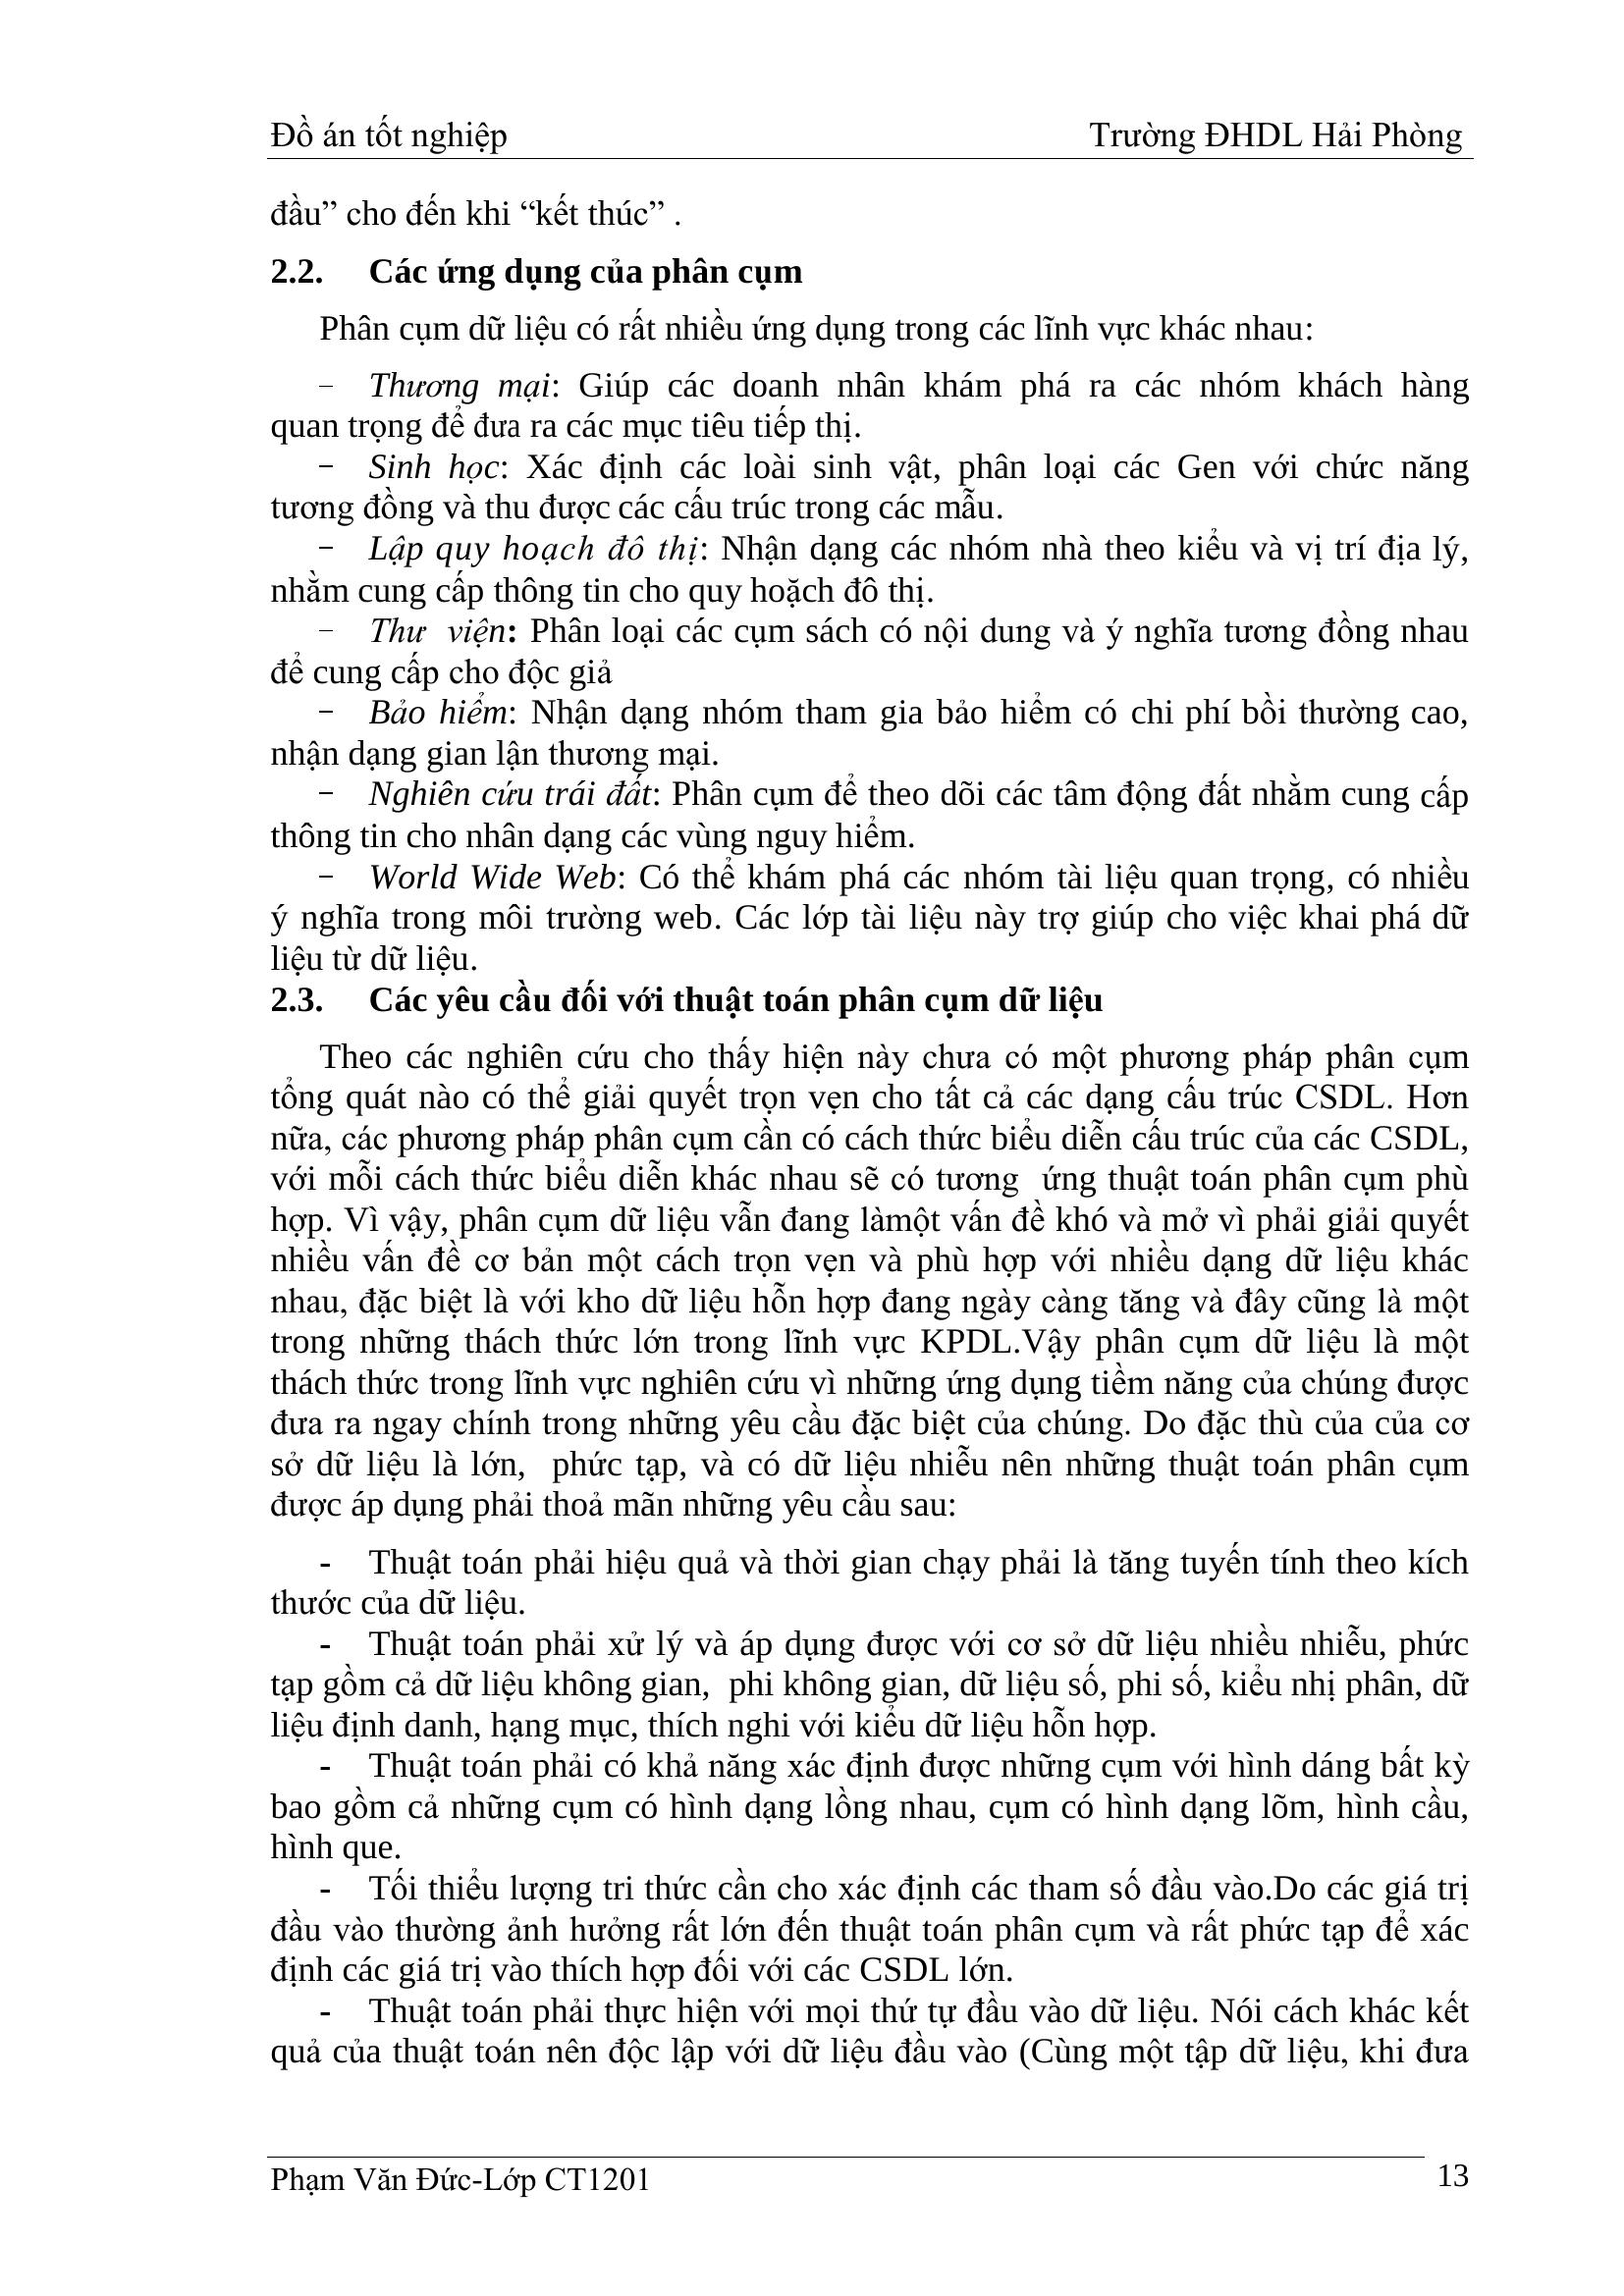 Đồ án tốt nghiệp Trường ĐHDL Hải Phòng
đầu” cho đến khi “kết thúc” .
2.2. Các ứng dụng của phân cụm
Phân cụm dữ liệu có rất nhiều ứng dụng trong các lĩnh vực khác nhau:
− Thương mại: Giúp các doanh nhân khám phá ra các nhóm khách hàng
quan trọng để đưa ra các mục tiêu tiếp thị.
− Sinh học: Xác định các loài sinh vật, phân loại các Gen với chức năng
tương đồng và thu được các cấu trúc trong các mẫu.
− Lập quy hoạch đô thị: Nhận dạng các nhóm nhà theo kiểu và vị trí địa lý,
nhằm cung cấp thông tin cho quy hoặch đô thị.
− Thư viện: Phân loại các cụm sách có nội dung và ý nghĩa tương đồng nhau
để cung cấp cho độc giả
− Bảo hiểm: Nhận dạng nhóm tham gia bảo hiểm có chi phí bồi thường cao,
nhận dạng gian lận thương mại.
− Nghiên cứu trái đất: Phân cụm để theo dõi các tâm động đất nhằm cung cấp
thông tin cho nhân dạng các vùng nguy hiểm.
− World Wide Web: Có thể khám phá các nhóm tài liệu quan trọng, có nhiều
ý nghĩa trong môi trường web. Các lớp tài liệu này trợ giúp cho việc khai phá dữ
liệu từ dữ liệu.
2.3. Các yêu cầu đối với thuật toán phân cụm dữ liệu
Theo các nghiên cứu cho thấy hiện này chưa có một phương pháp phân cụm
tổng quát nào có thể giải quyết trọn vẹn cho tất cả các dạng cấu trúc CSDL. Hơn
nữa, các phương pháp phân cụm cần có cách thức biểu diễn cấu trúc của các CSDL,
với mỗi cách thức biểu diễn khác nhau sẽ có tương ứng thuật toán phân cụm phù
hợp. Vì vậy, phân cụm dữ liệu vẫn đang làmột vấn đề khó và mở vì phải giải quyết
nhiều vấn đề cơ bản một cách trọn vẹn và phù hợp với nhiều dạng dữ liệu khác
nhau, đặc biệt là với kho dữ liệu hỗn hợp đang ngày càng tăng và đây cũng là một
trong những thách thức lớn trong lĩnh vực KPDL.Vậy phân cụm dữ liệu là một
thách thức trong lĩnh vực nghiên cứu vì những ứng dụng tiềm năng của chúng được
đưa ra ngay chính trong những yêu cầu đặc biệt của chúng. Do đặc thù của của cơ
sở dữ liệu là lớn, phức tạp, và có dữ liệu nhiễu nên những thuật toán phân cụm
được áp dụng phải thoả mãn những yêu cầu sau:
- Thuật toán phải hiệu quả và thời gian chạy phải là tăng tuyến tính theo kích
thước của dữ liệu.
- Thuật toán phải xử lý và áp dụng được với cơ sở dữ liệu nhiều nhiễu, phức
tạp gồm cả dữ liệu không gian, phi không gian, dữ liệu số, phi số, kiểu nhị phân, dữ
liệu định danh, hạng mục, thích nghi với kiểu dữ liệu hỗn hợp.
- Thuật toán phải có khả năng xác định được những cụm với hình dáng bất kỳ
bao gồm cả những cụm có hình dạng lồng nhau, cụm có hình dạng lõm, hình cầu,
hình que.
- Tối thiểu lượng tri thức cần cho xác định các tham số đầu vào.Do các giá trị
đầu vào thường ảnh hưởng rất lớn đến thuật toán phân cụm và rất phức tạp để xác
định các giá trị vào thích hợp đối với các CSDL lớn.
- Thuật toán phải thực hiện với mọi thứ tự đầu vào dữ liệu. Nói cách khác kết
quả của thuật toán nên độc lập với dữ liệu đầu vào (Cùng một tập dữ liệu, khi đưa
Phạm Văn Đức-Lớp CT1201 13